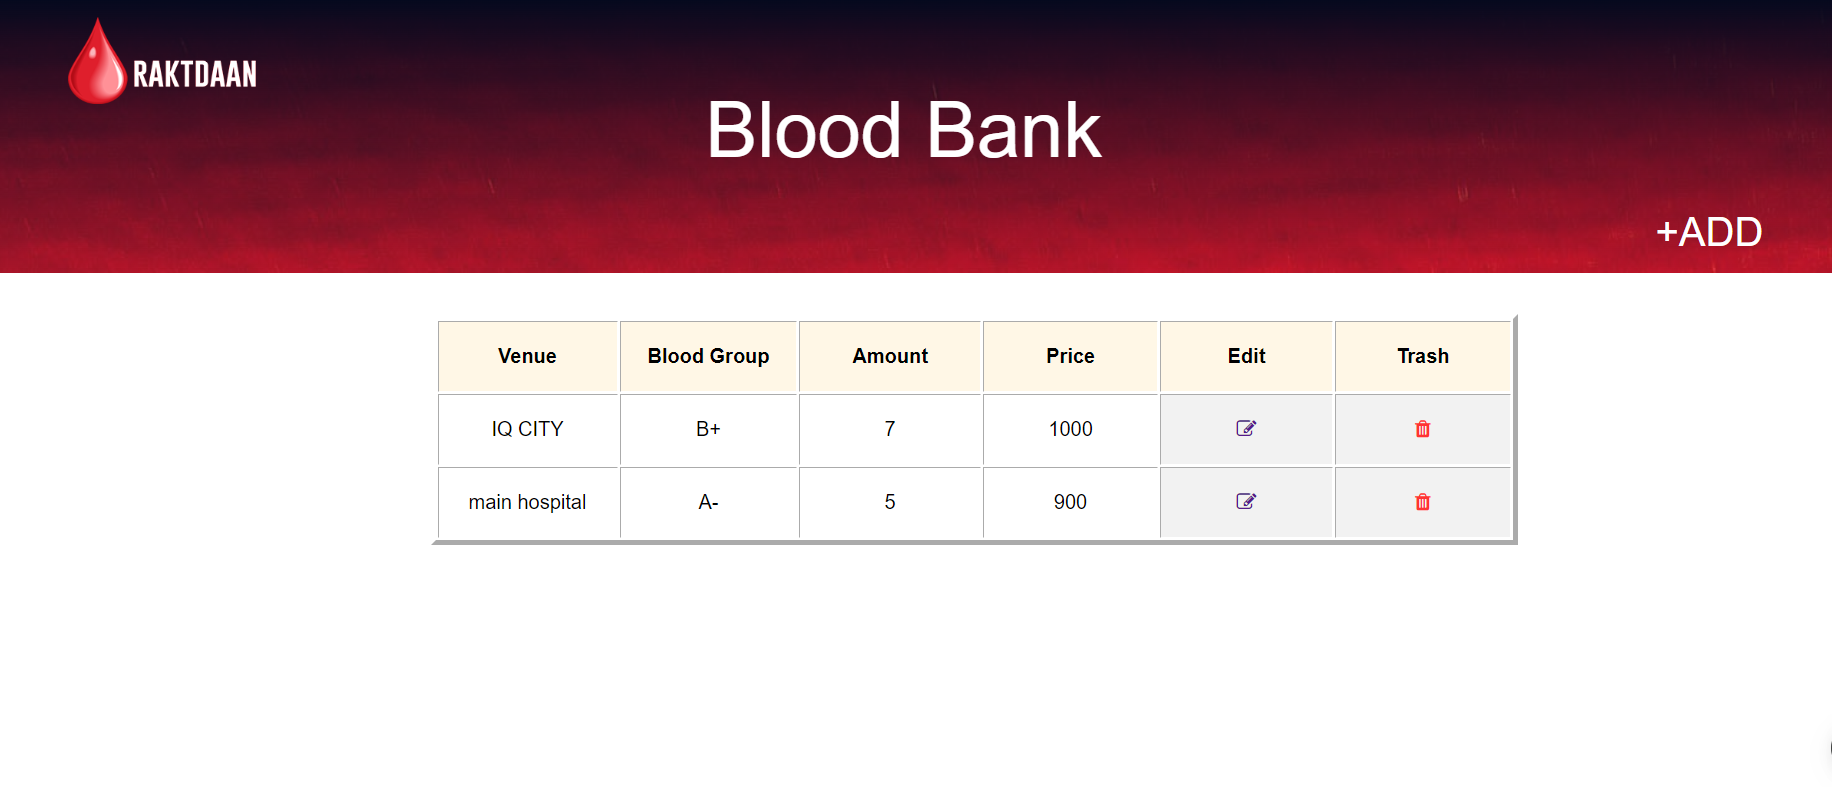 RAKTDAAN
Blood Bank
+ADD
Venue Blood Group Amount Price Edit Trash
IQ CITY B+ 7 1000
main hospital A- 5 900